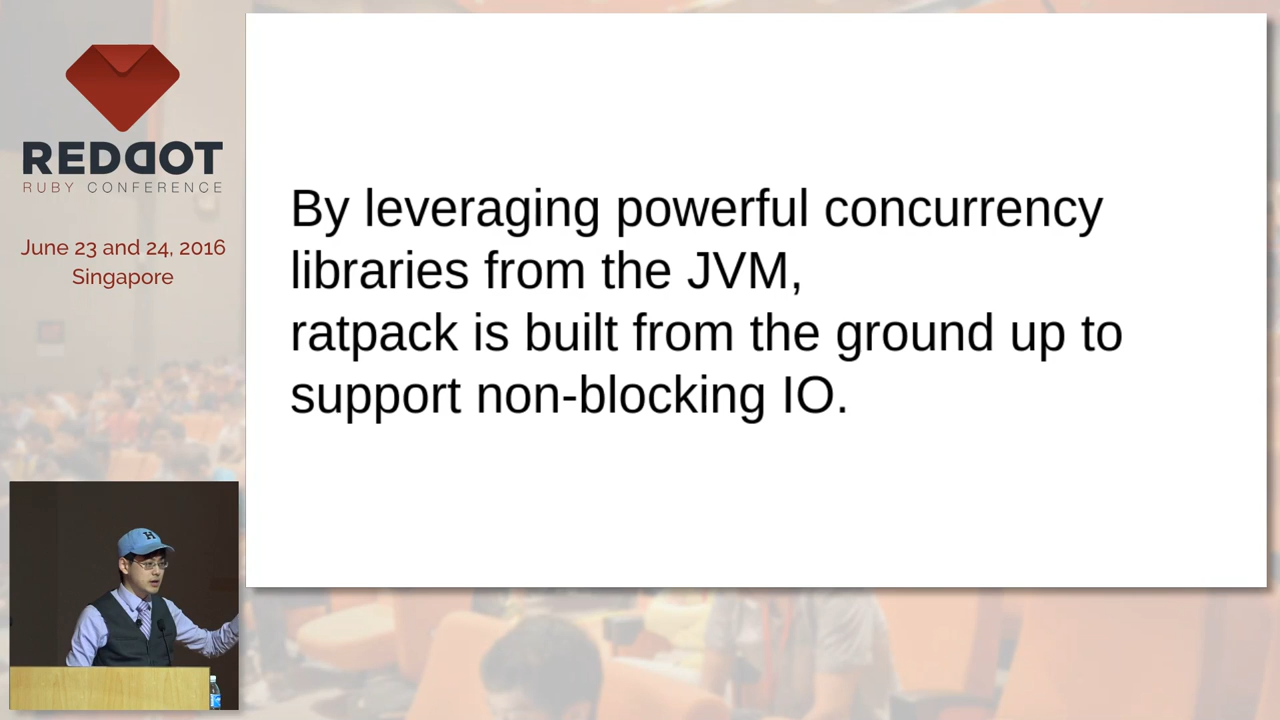 REDDOT
RUBY CONFERENCE
June 23 and 24, 2016
Singapore
By leveraging powerful concurrency
libraries from the JVM,
ratpack is built from the ground up to
support non-blocking IO.
H